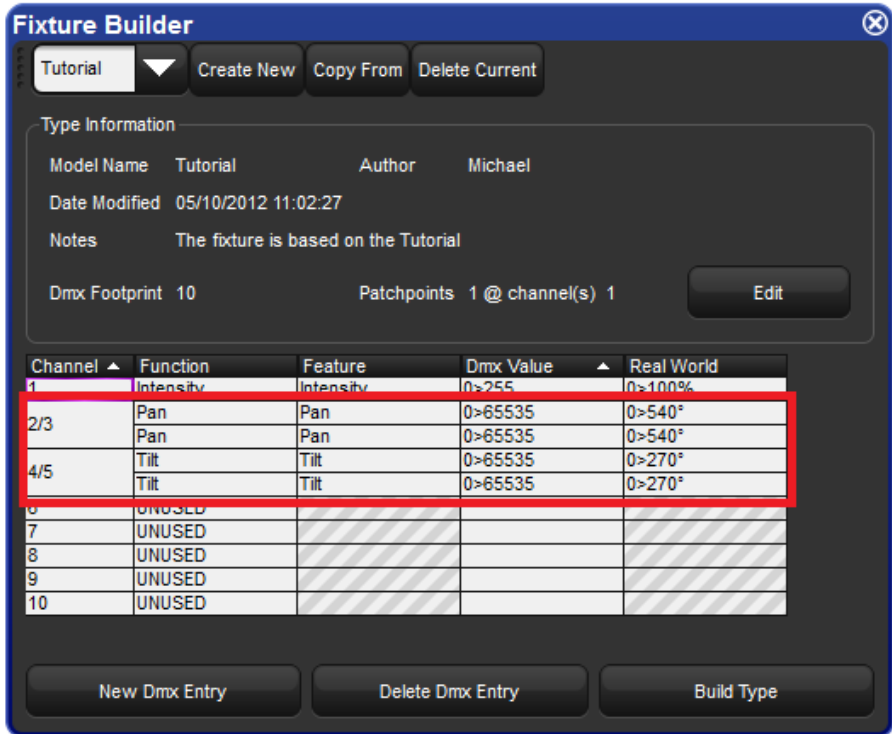 Fixture Builder
Tutorial Create New Copy From Delete Current
Type Information
Model Name Tutorial Author Michael
Date Modified 05/10/2012 11:02:27
Notes The fixture is based on the Tutorial
Dmx Footprint 10 Patchpoints 1 @ channel(s) 1 Edit
Channel Function Feature Dmx Value Real World
1 Intensity Intensity 0>255 0>100%
2/3 Pan Pan 0>65535 0>540°
Pan Pan 0>65535 0>540°
4/5 Tilt Tilt 0>65535 0>270°
Tilt Tilt 0>65535 0>270°
6 UNUSED
7 UNUSED
8 UNUSED
9 UNUSED
10 UNUSED
New Dmx Entry Delete Dmx Entry Build Type